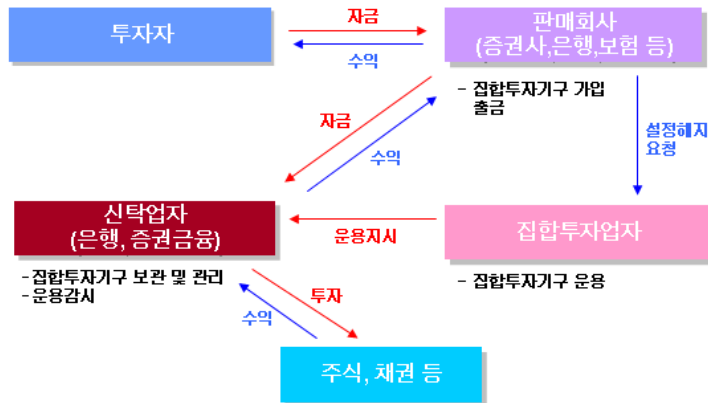 투자자
자금
수익
판매회사
(증권사,은행,보험 등)
- 집합투자기구 가입
출금
자금
수익
설정해지
요청
신탁업자
(은행, 증권금융)
운용지시
집합투자업자
-집합투자기구 보관 및 관리
-운용감시
- 집합투자기구 운용
투자
수익
주식, 채권 등